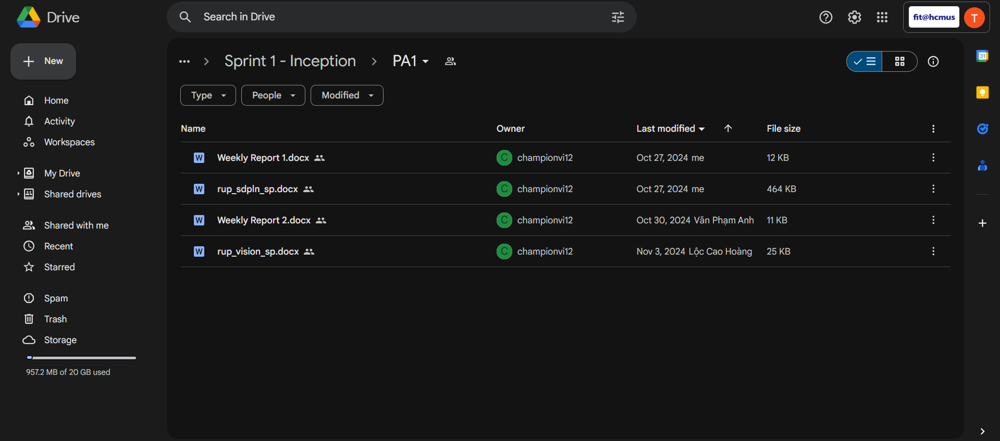 Drive
Search in Drive
fit@hcmus
T
New
Home
Activity
Workspaces
My Drive
Shared drives
Shared with me
Recent
Starred
Spam
Trash
Storage
957.2 MB of 20 GB used
Sprint 1 - Inception
PA1
Type
People
Modified
Name Owner Last modified File size
W Weekly Report 1.docx C championvi12 Oct 27, 2024 me 12 KB
W rup_sdpln_sp.docx C championvi12 Oct 27, 2024 me 464 KB
W Weekly Report 2.docx C championvi12 Oct 30, 2024 Văn Phạm Anh 11 KB
W rup_vision_sp.docx C championvi12 Nov 3, 2024 Lộc Cao Hoàng 25 KB
31